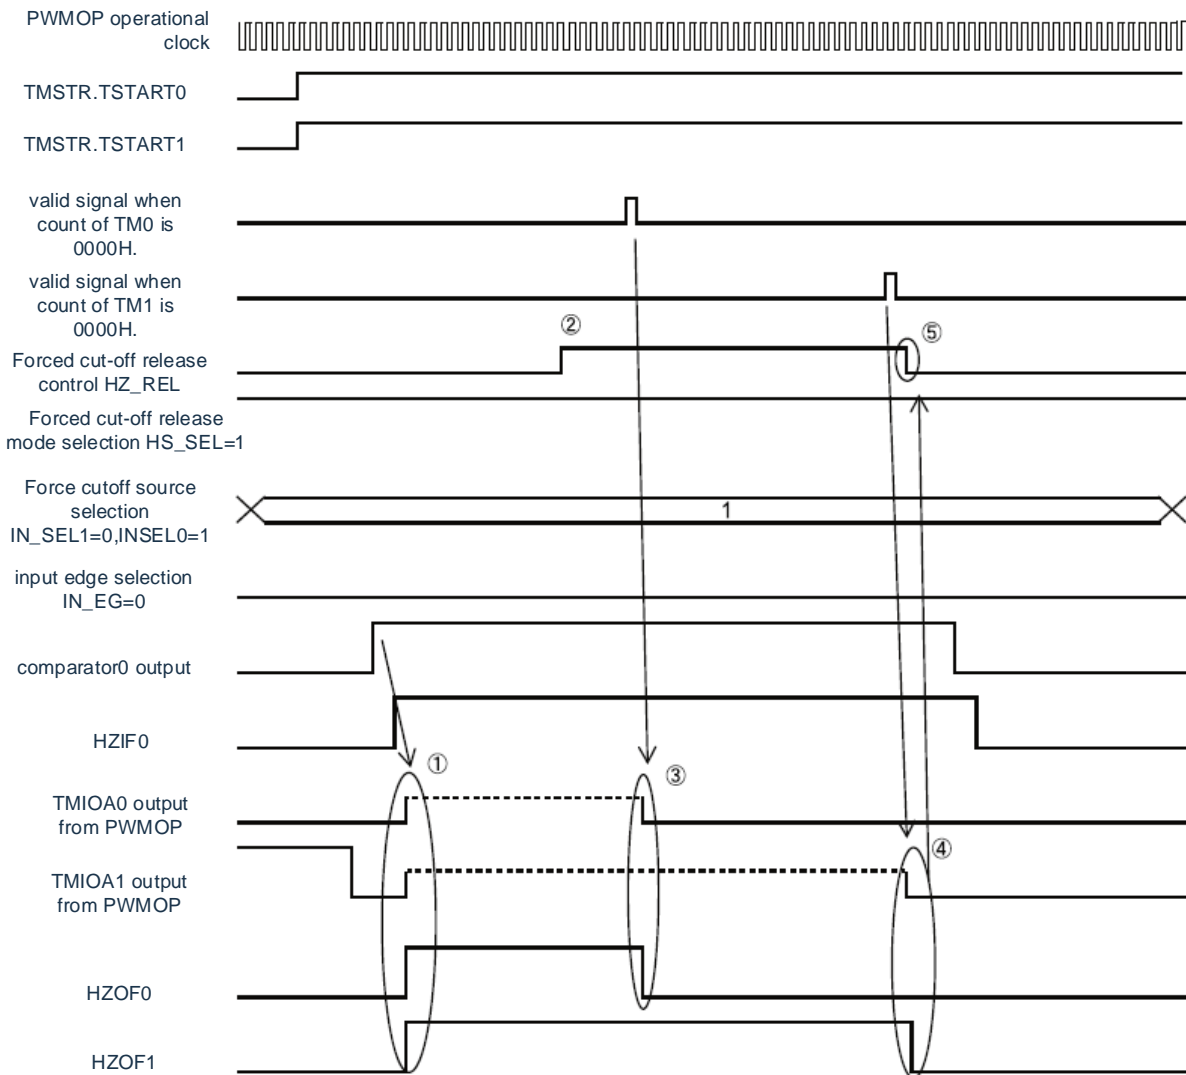 PWMOP operational
clock
TMSTR.TSTART0
TMSTR.TSTART1
valid signal when
count of TM0 is
0000H.
valid signal when
count of TM1 is
0000H.
②
⑤
Forced cut-off release
control HZ_REL
Forced cut-off release
mode selection HS_SEL=1
Force cutoff source
selection
IN_SEL1=0,INSEL0=1
1
input edge selection
IN_EG=0
comparator0 output
HZIF0
①
③
TMIOA0 output
from PWMOP
④
TMIOA1 output
from PWMOP
HZOF0
HZOF1